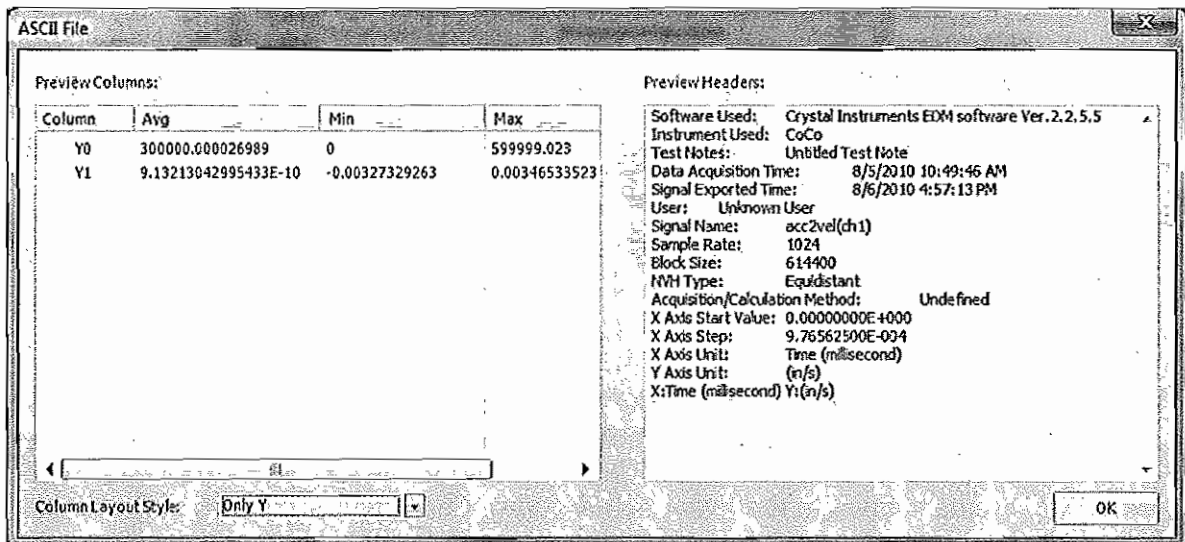 ASCII File
Preview Columns:
Column Avg Min Max
Y0 300000.000026989 0 599999.023
Y1 9.13213042995433E-10 -0.00327329263 0.00346533523
Column Layout Style: Only Y
Preview Headers:
Software Used: Crystal Instruments EDM software Ver.2.2.5.5
Instrument Used: CoCo
Test Notes: Untitled Test Note
Data Acquisition Time: 8/5/2010 10:49:46 AM
Signal Exported Time: 8/6/2010 4:57:13 PM
User: Unknown User
Signal Name: acc2vel(ch1)
Sample Rate: 1024
Block Size: 614400
NVH Type: Equidistant
Acquisition/Calculation Method: Undefined
X Axis Start Value: 0.00000000E+000
X Axis Step: 9.76562500E-004
X Axis Unit: Time (millisecond)
Y Axis Unit: (in/s)
X:Time (millisecond) Y:(in/s)
OK